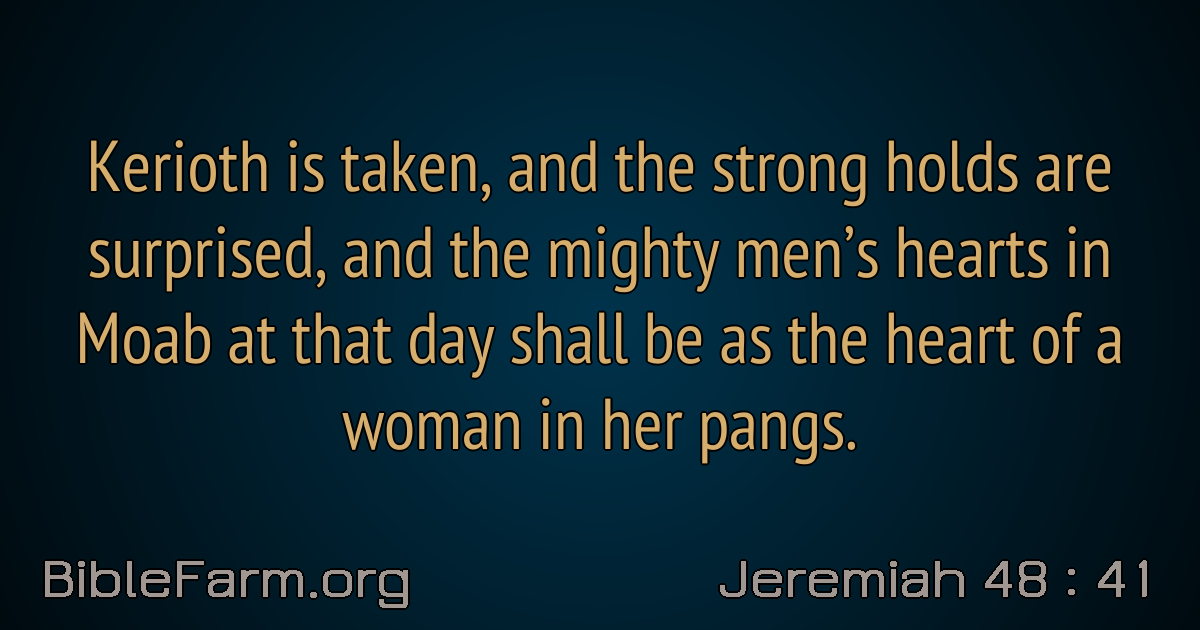 Kerioth is taken, and the strong holds are
surprised, and the mighty men’s hearts in
Moab at that day shall be as the heart of a
woman in her pangs.
BibleFarm.org
Jeremiah 48 : 41